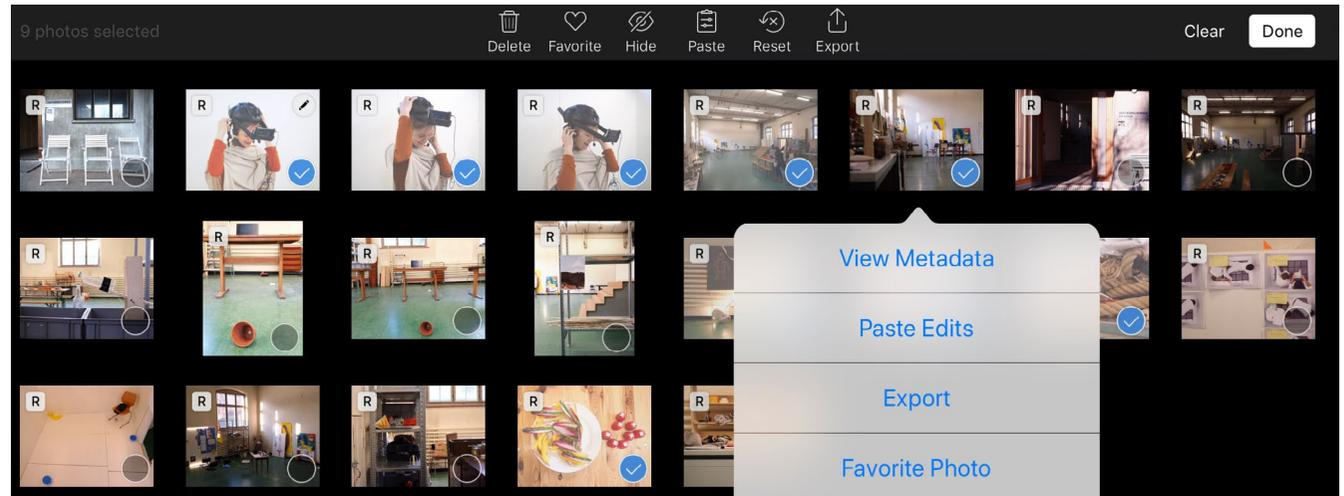 9 photos selected
Delete Favorite Hide Paste Reset Export
Clear Done
R R R R R R R R
R R R R R R
View Metadata
Paste Edits
R R R R R
Export
Favorite Photo